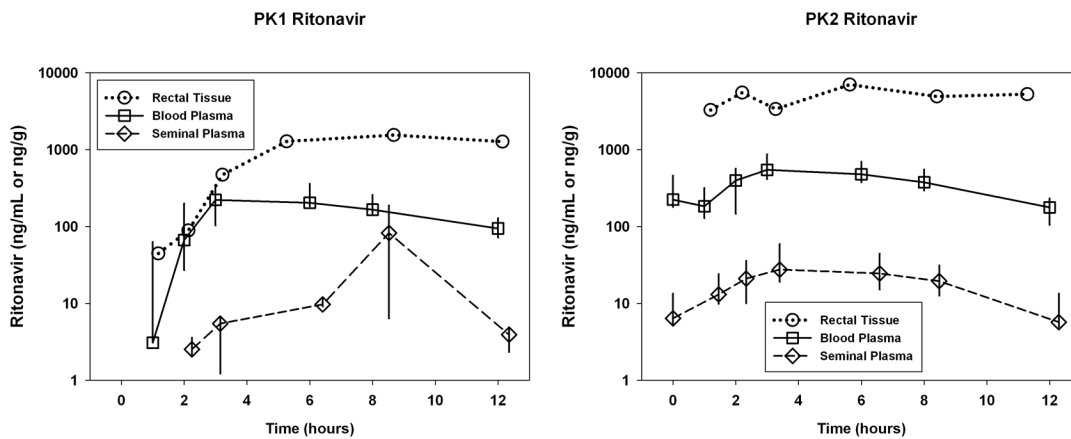 PK1 Ritonavir
Ritonavir (ng/mL or ng/g)
10000
1000
100
10
1
Rectal Tissue
Blood Plasma
Seminal Plasma
0 2 4 6 8 10 12
Time (hours)
PK2 Ritonavir
Ritonavir (ng/mL or ng/g)
10000
1000
100
10
1
Rectal Tissue
Blood Plasma
Seminal Plasma
0 2 4 6 8 10 12
Time (hours)